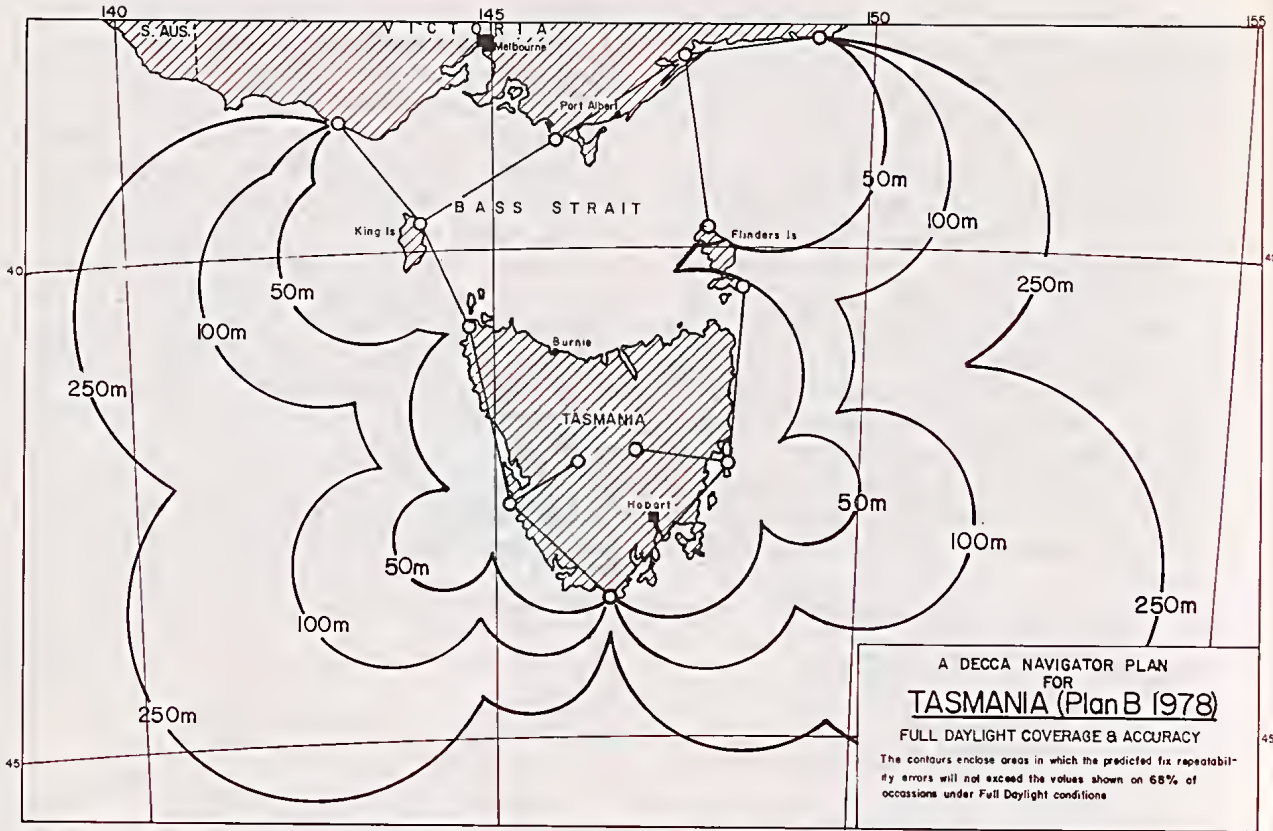 140
145
150
155
S. AUS.
VICTORIA
Melbourne
Port Albert
50m
100m
BASS STRAIT
King Is
Flinders Is
40
250m
50m
100m
Burnie
250m
TASMANIA
Hobart
50m
100m
50m
250m
100m
250m
45
45
A DECCA NAVIGATOR PLAN
FOR
TASMANIA (Plan B 1978)
FULL DAYLIGHT COVERAGE & ACCURACY
The contours enclose areas in which the predicted fix repeatabil-
ity errors will not exceed the values shown on 68% of
occassions under Full Daylight conditions